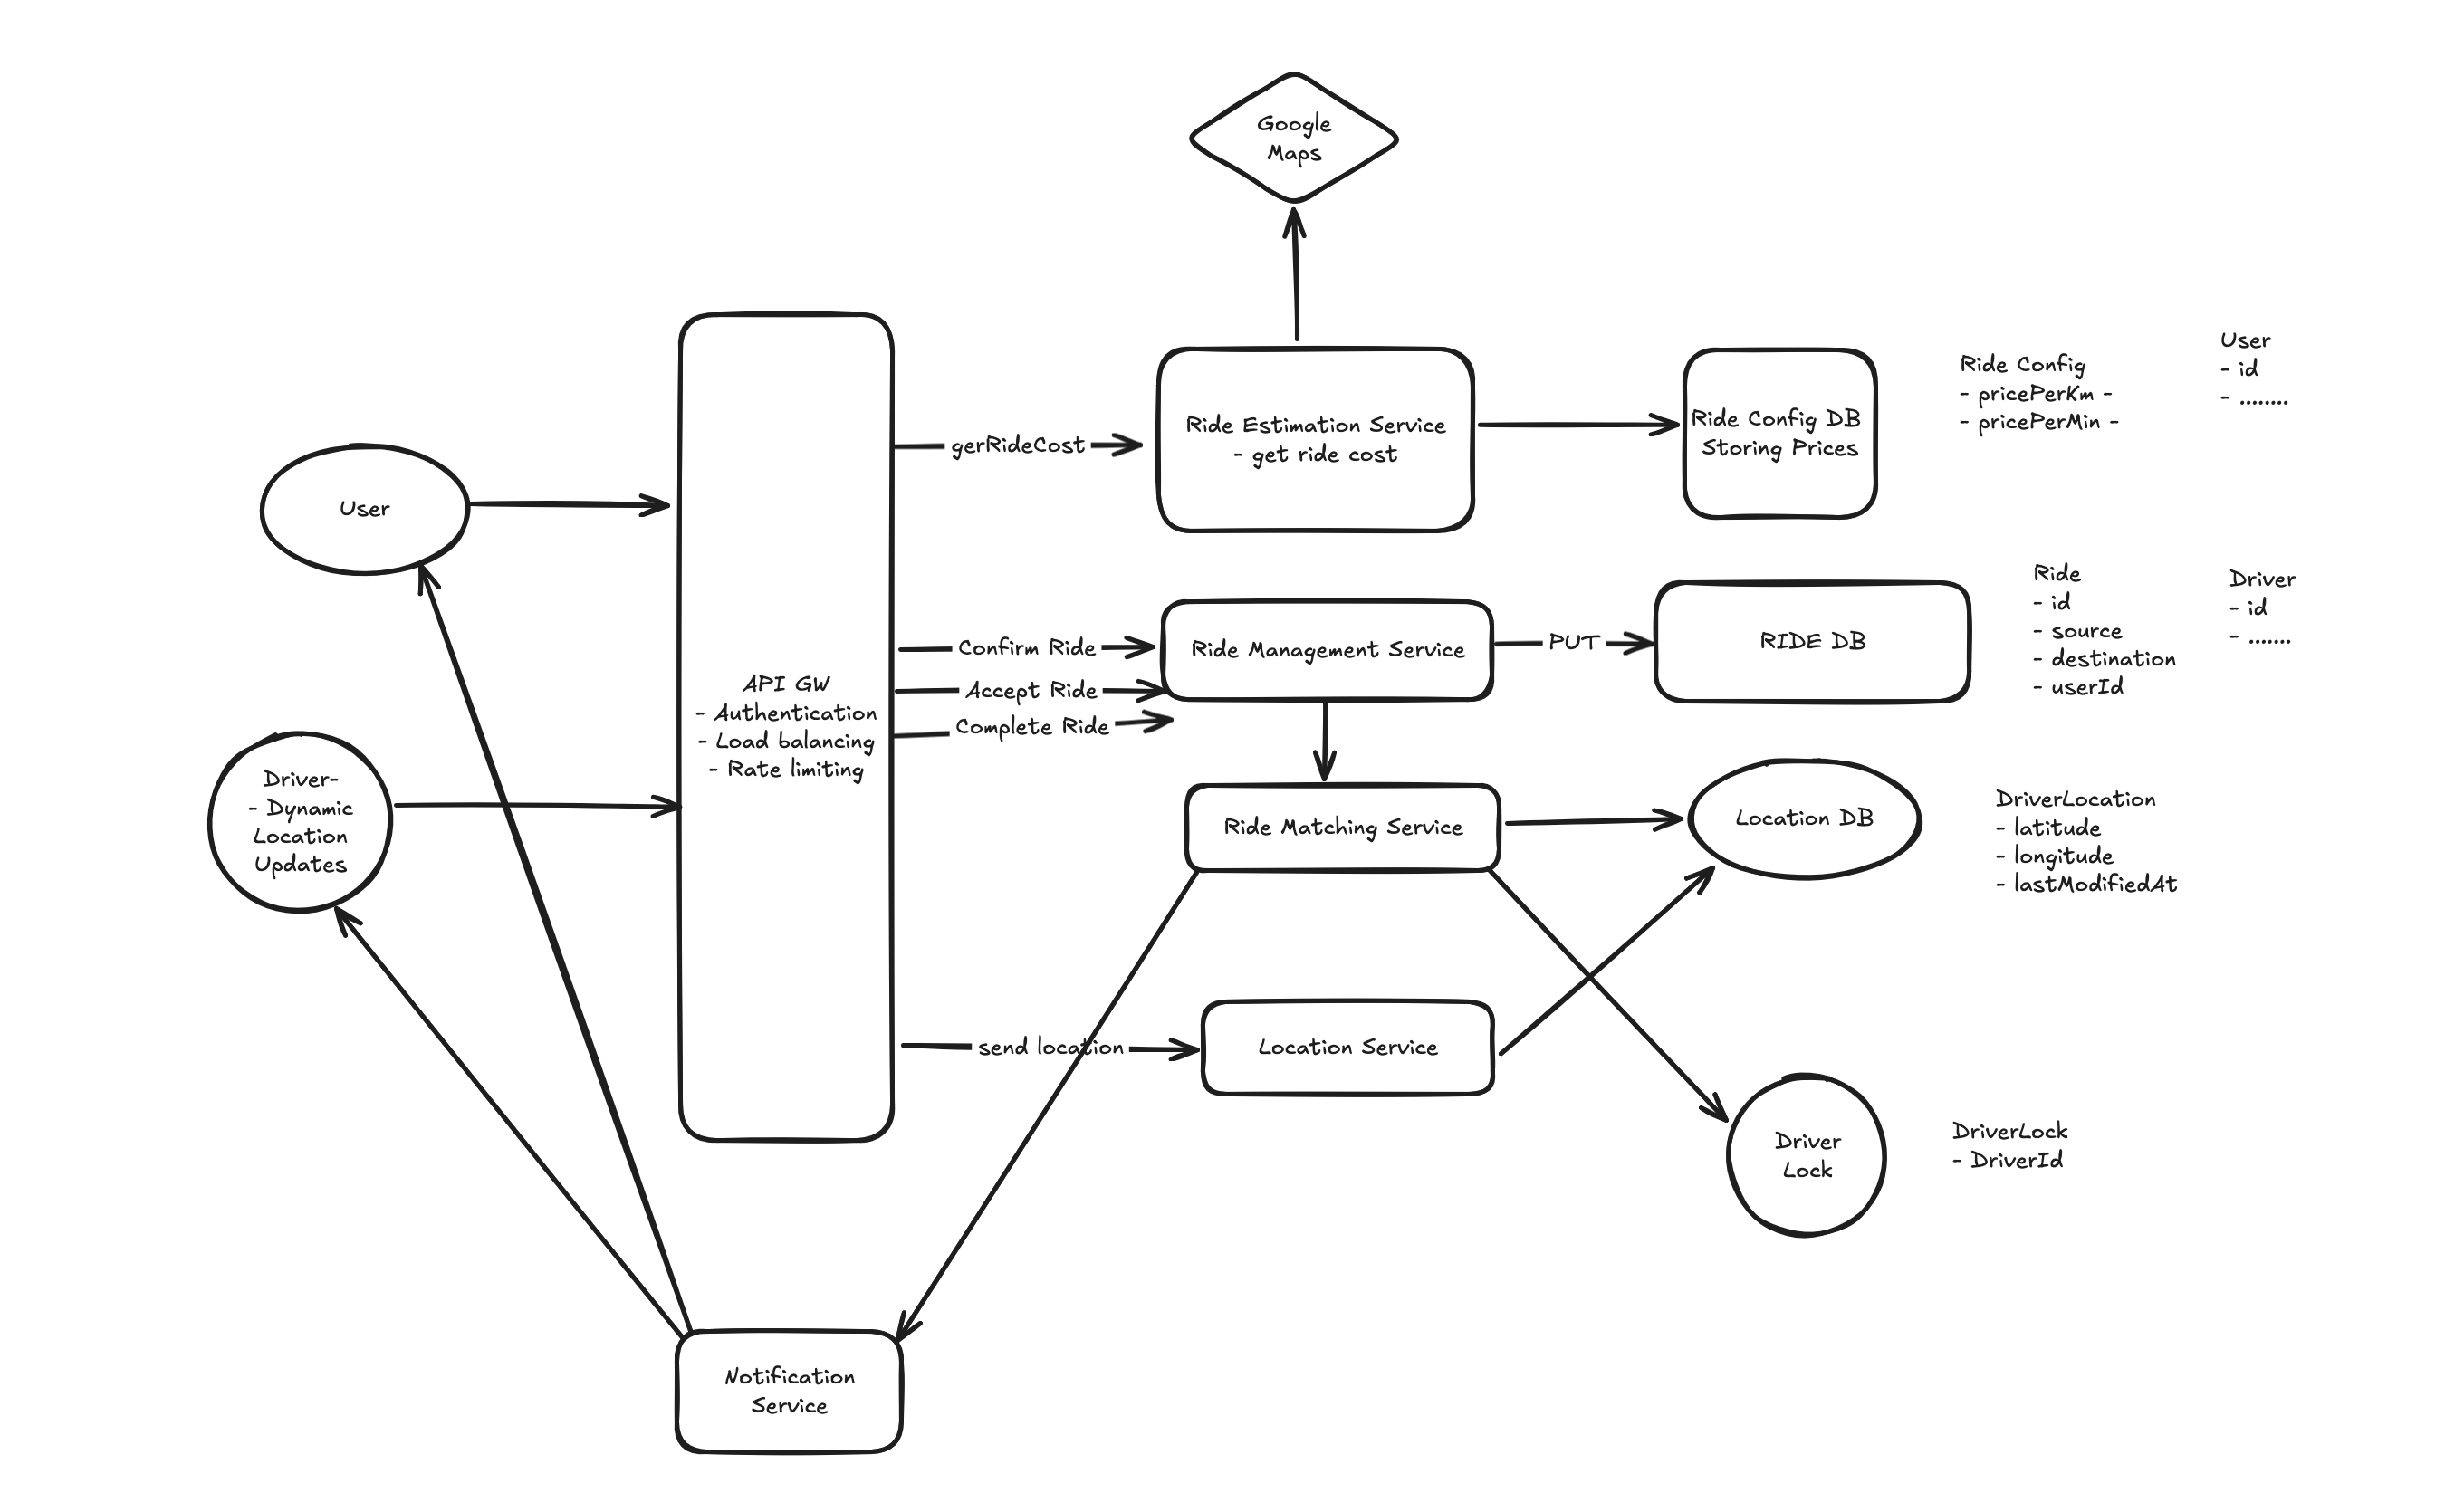 Google
Maps
User
API GW
- Authentication
- Load balancing
- Rate limiting
gerRideCost
Ride Estimation Service
- get ride cost
Ride Config DB
Storing Prices
Ride Config
- pricePerKm -
- pricePerMin -
User
- id
- ........
Confirm Ride
Accept Ride
Complete Ride
Ride Management Service
PUT
RIDE DB
Ride
- id
- source
- destination
- userId
Driver
- id
- .......
Driver-
- Dynamic
Location
Updates
Ride Matching Service
Location DB
DriverLocation
- latitude
- longitude
- lastModifiedAt
send location
Location Service
Driver
Lock
DriverLock
- DriverId
Notification
Service